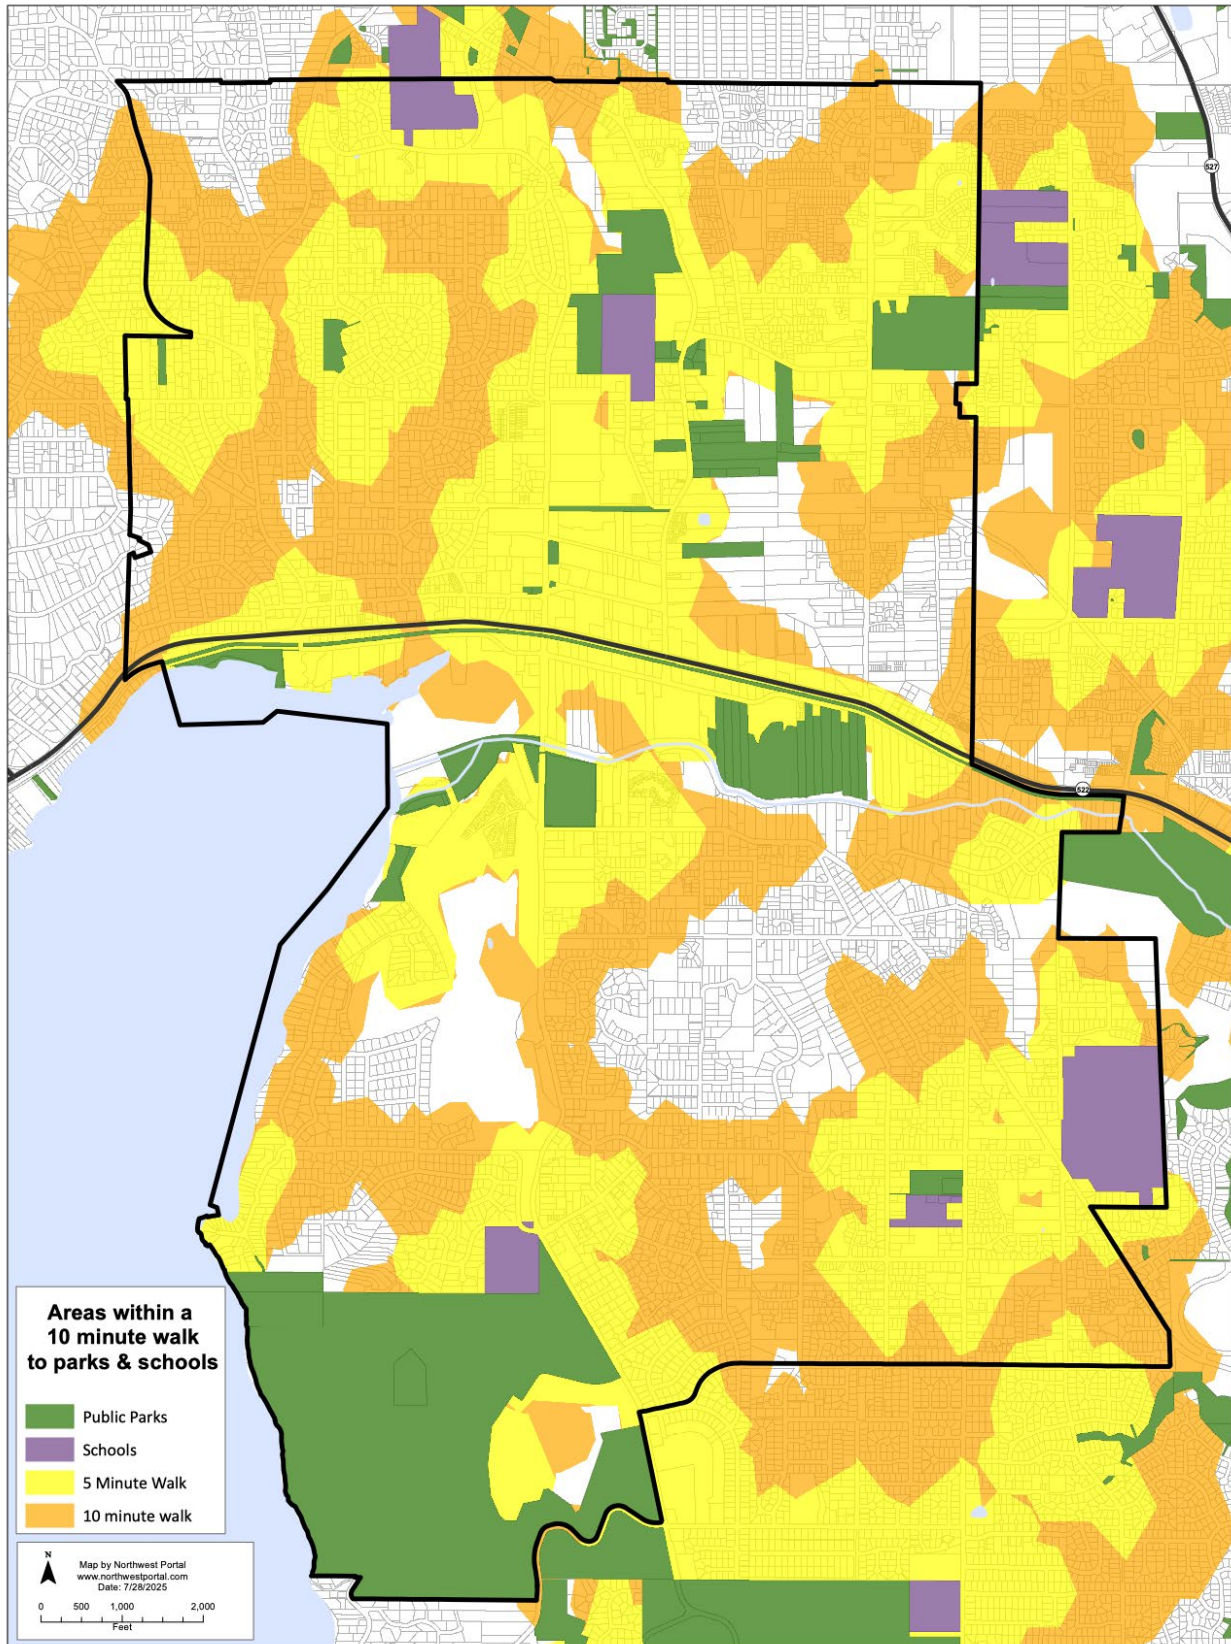 527
522
Areas within a
10 minute walk
to parks & schools
Public Parks
Schools
5 Minute Walk
10 minute walk
N
Map by Northwest Portal
www.northwestportal.com
Date: 7/28/2025
0 500 1,000 2,000
Feet